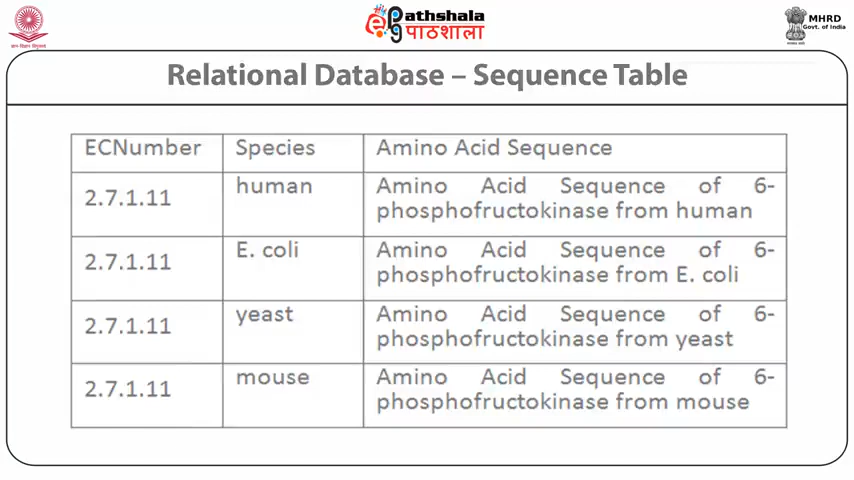 Pathshala
पाठशाला
MHRD
Govt. of India
Relational Database – Sequence Table
ECNumber Species Amino Acid Sequence
2.7.1.11 human Amino Acid Sequence of 6-
phosphofructokinase from human
2.7.1.11 E. coli Amino Acid Sequence of 6-
phosphofructokinase from E. coli
2.7.1.11 yeast Amino Acid Sequence of 6-
phosphofructokinase from yeast
2.7.1.11 mouse Amino Acid Sequence of 6-
phosphofructokinase from mouse